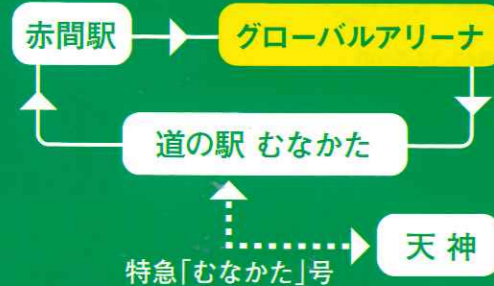 赤間駅
グローバルアリーナ
道の駅 むなかた
天神
特急「むなかた」号